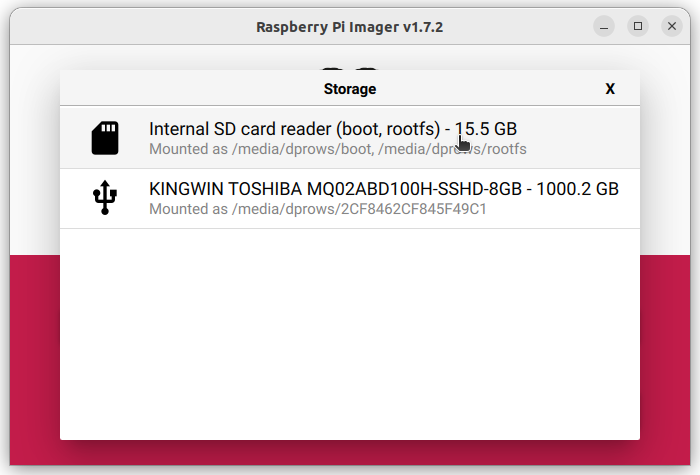 Raspberry Pi Imager v1.7.2
Storage
X
Internal SD card reader (boot, rootfs) - 15.5 GB
Mounted as /media/dprows/boot, /media/dprows/rootfs
KINGWIN TOSHIBA MQ02ABD100H-SSHD-8GB - 1000.2 GB
Mounted as /media/dprows/2CF8462CF845F49C1